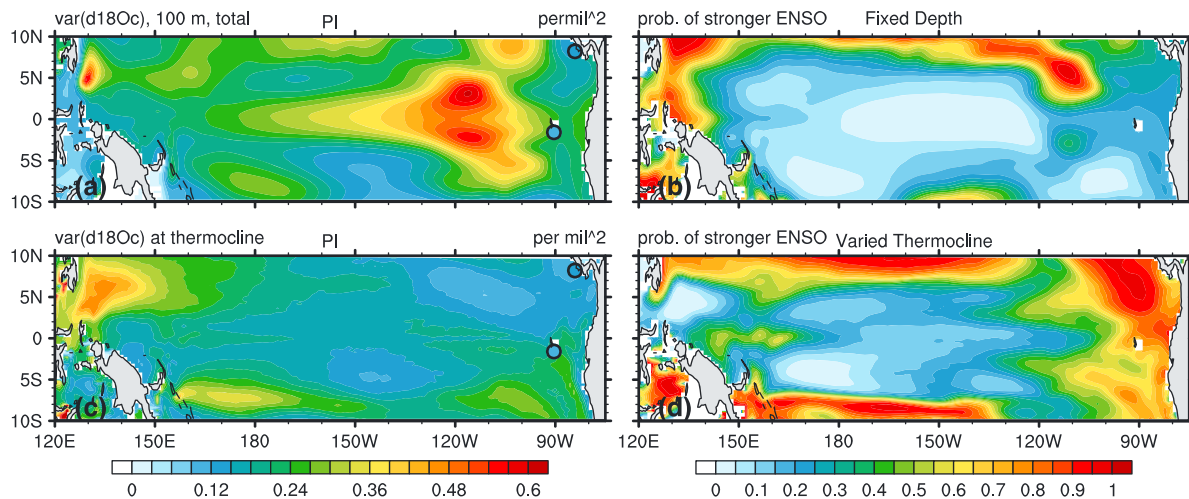 var(d18Oc), 100 m, total PI permil^2
prob. of stronger ENSO Fixed Depth
10N
5N
0
5S
10S
(a)
(b)
var(d18Oc) at thermocline PI per mil^2
prob. of stronger ENSO Varied Thermocline
10N
5N
0
5S
10S
(c)
(d)
120E 150E 180 150W 120W 90W
120E 150E 180 150W 120W 90W
0 0.12 0.24 0.36 0.48 0.6
0 0.1 0.2 0.3 0.4 0.5 0.6 0.7 0.8 0.9 1